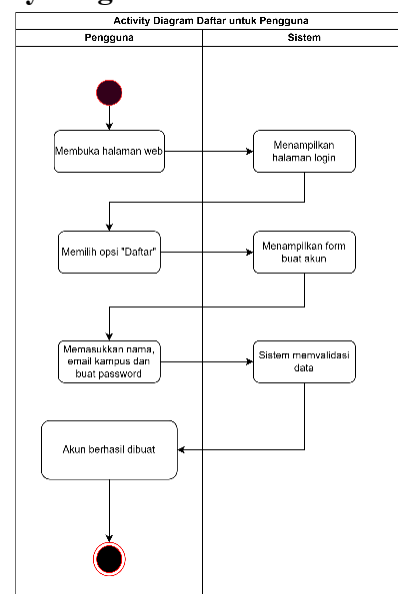 Activity Diagram Daftar untuk Pengguna
Pengguna
Sistem
Membuka halaman web
Menampilkan
halaman login
Memilih opsi "Daftar"
Menampilkan form
buat akun
Memasukkan nama,
email kampus dan
buat password
Sistem memvalidasi
data
Akun berhasil dibuat